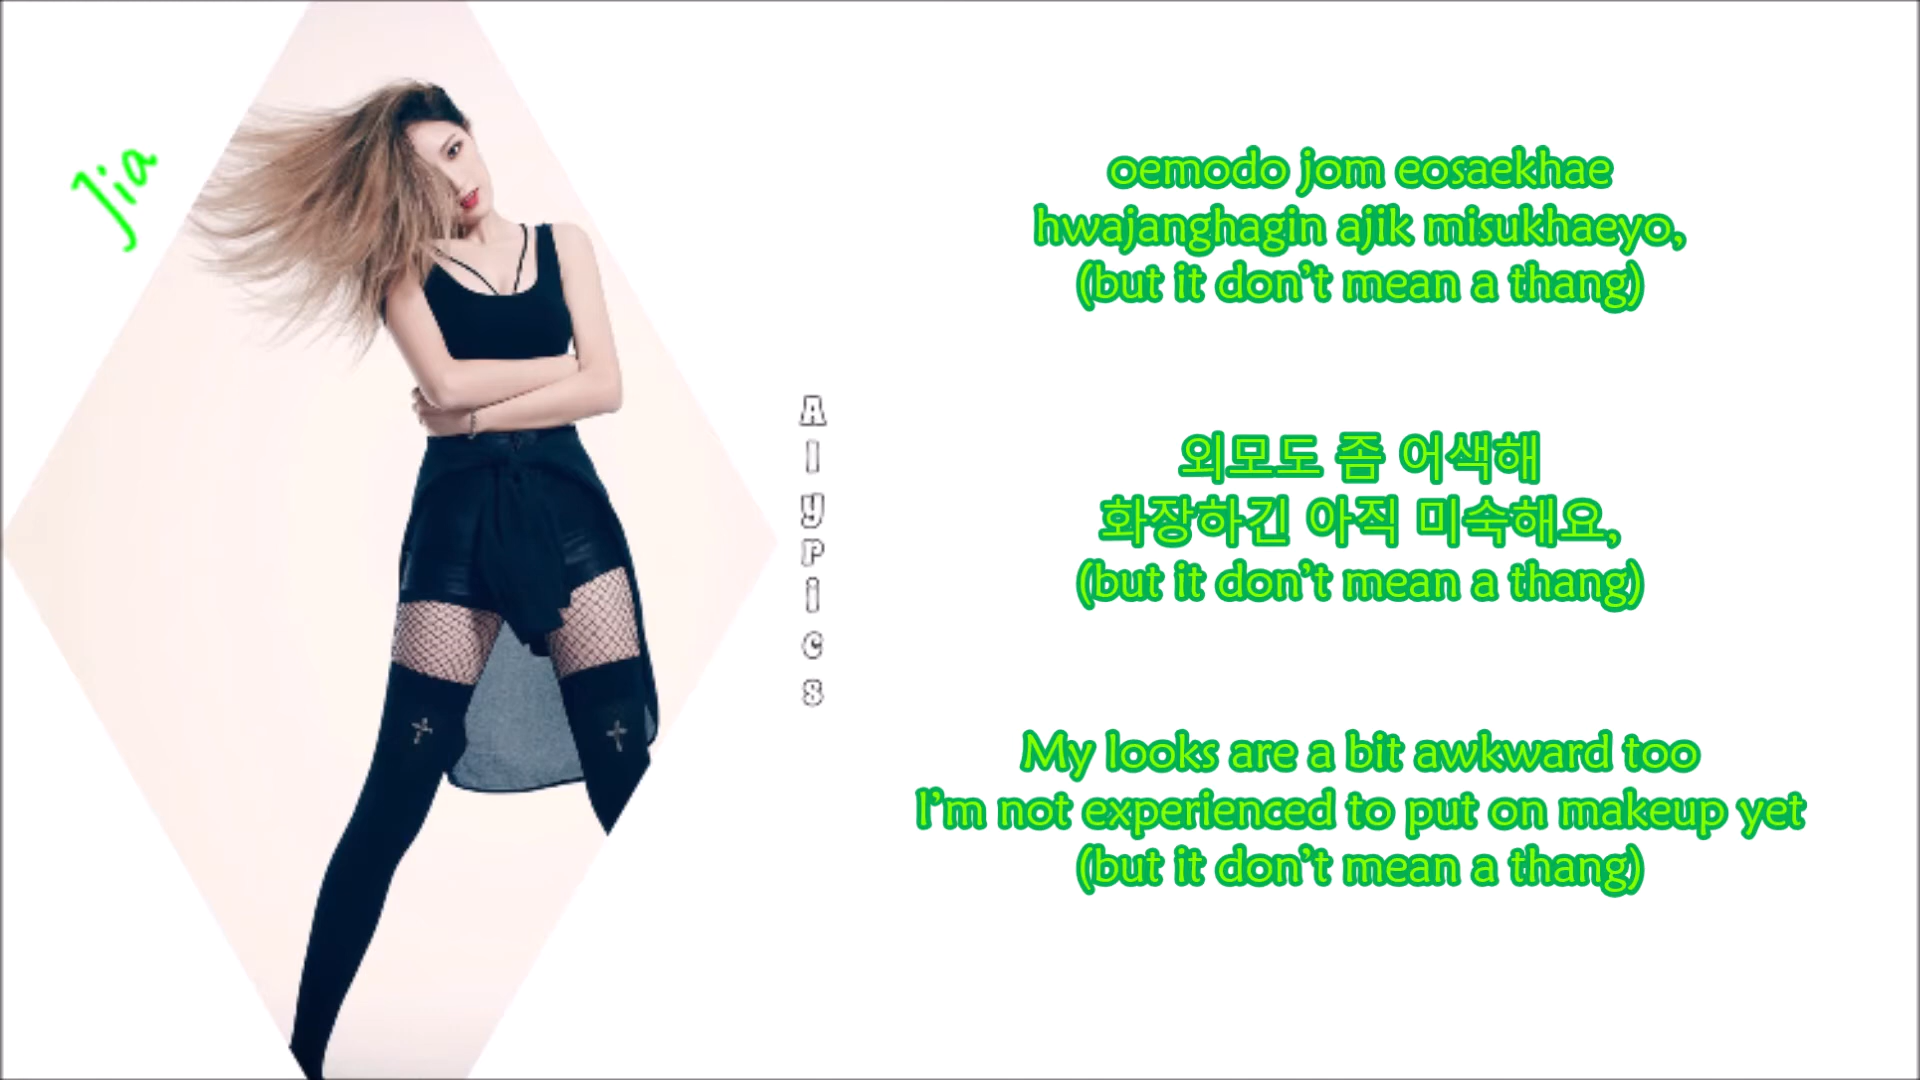 Jia
Alypics
oemodo jom eosaekhae
hwajanghagin ajik misukhaeyo,
(but it don't mean a thang)
외모도 좀 어색해
화장하긴 아직 미숙해요,
(but it don't mean a thang)
My looks are a bit awkward too
I'm not experienced to put on makeup yet
(but it don't mean a thang)